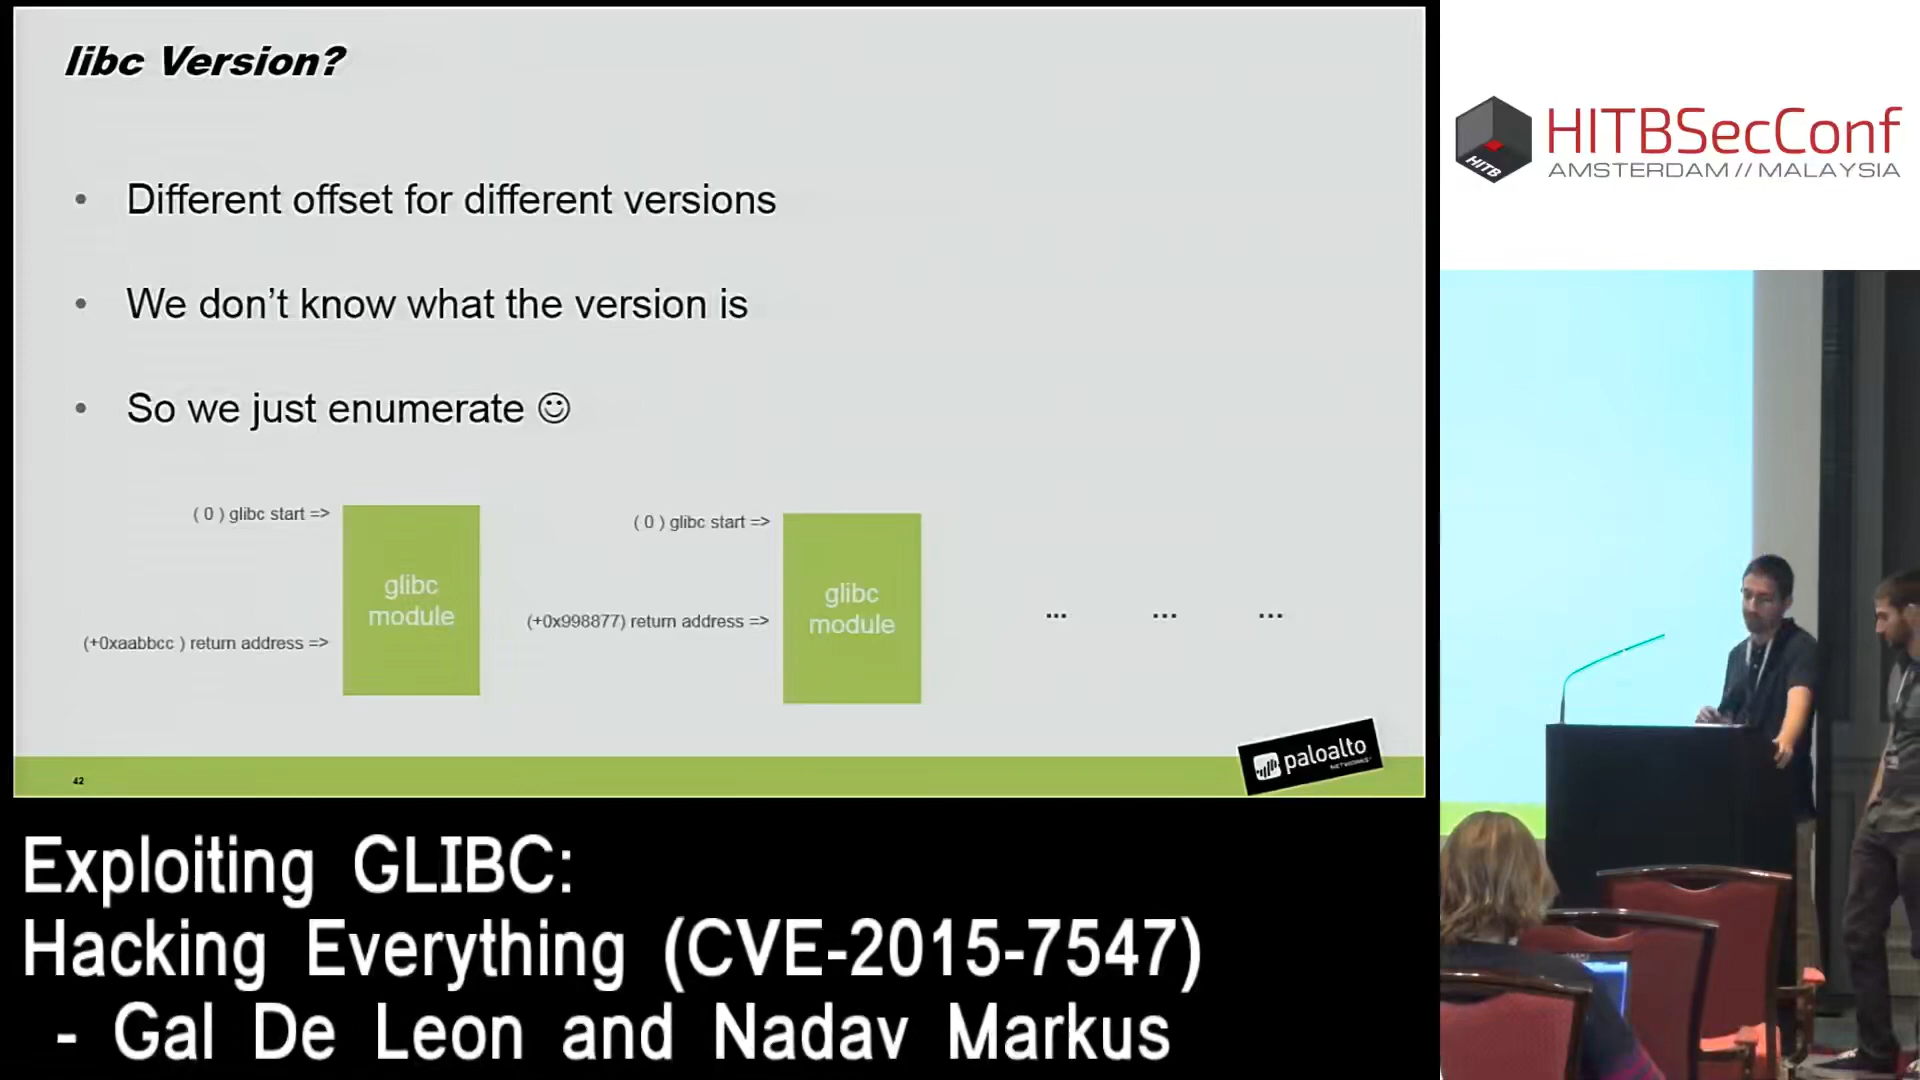 libc Version?
• Different offset for different versions
• We don’t know what the version is
• So we just enumerate ☺
( 0 ) glibc start =>
glibc
module
(+0xaabbcc ) return address =>
( 0 ) glibc start =>
glibc
module
(+0x998877) return address =>
... ... ...
42
paloalto
NETWORKS
HITB
HITBSecConf
AMSTERDAM // MALAYSIA
Exploiting GLIBC:
Hacking Everything (CVE-2015-7547)
- Gal De Leon and Nadav Markus